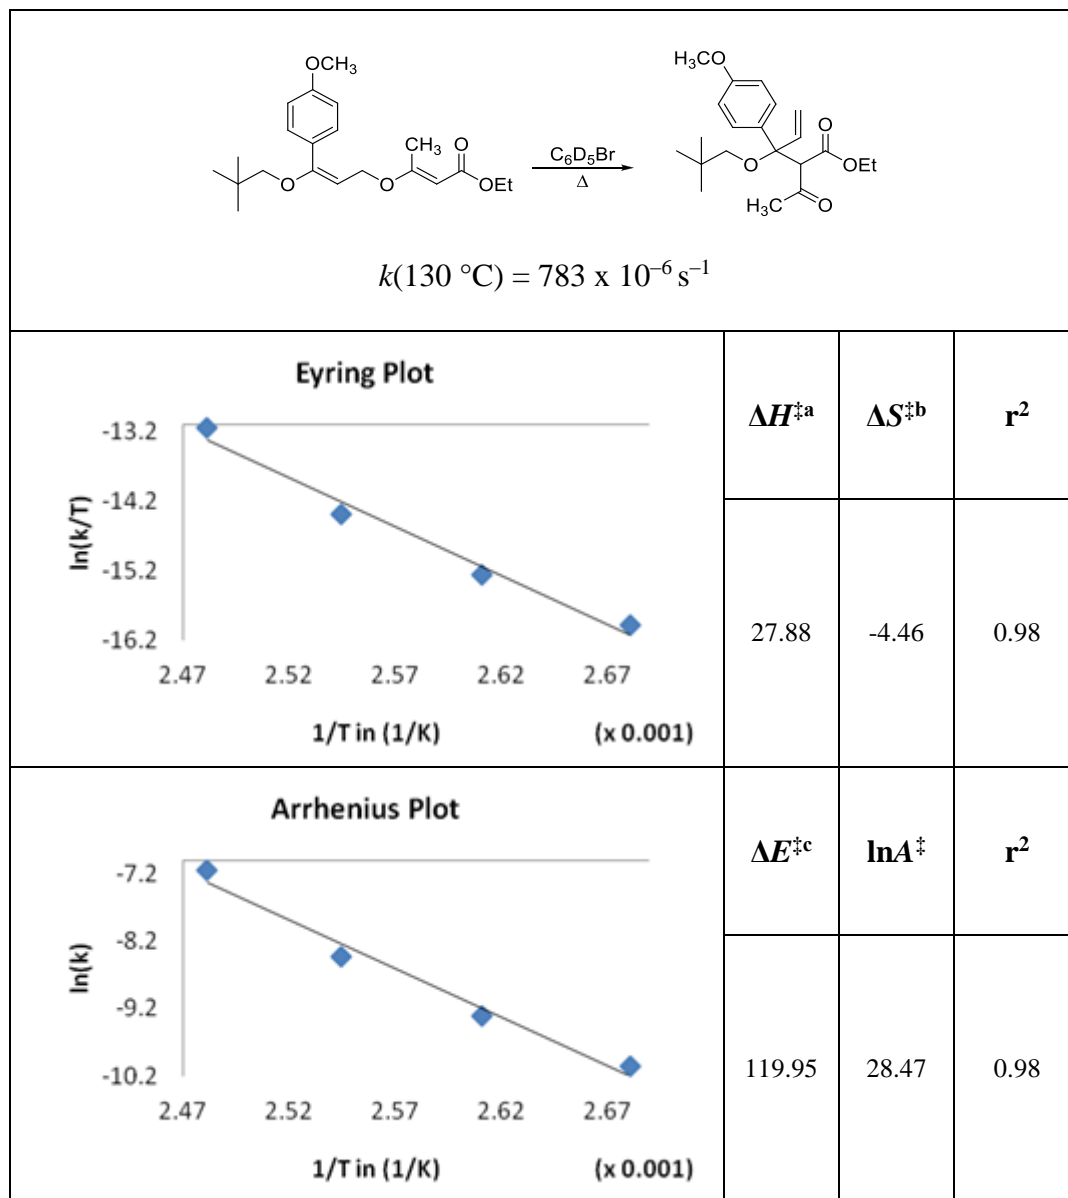 OCH₃
CH₃ O
O O OEt
C₆D₅Br
Δ
H₃CO
O
O OEt
H₃C O
k(130 °C) = 783 x 10⁻⁶ s⁻¹
Eyring Plot
ln(k/T)
-13.2
-14.2
-15.2
-16.2
2.47 2.52 2.57 2.62 2.67
1/T in (1/K) (x 0.001)
ΔH‡a ΔS‡b r²
27.88 -4.46 0.98
Arrhenius Plot
ln(k)
-7.2
-8.2
-9.2
-10.2
2.47 2.52 2.57 2.62 2.67
1/T in (1/K) (x 0.001)
ΔE‡c lnA‡ r²
119.95 28.47 0.98